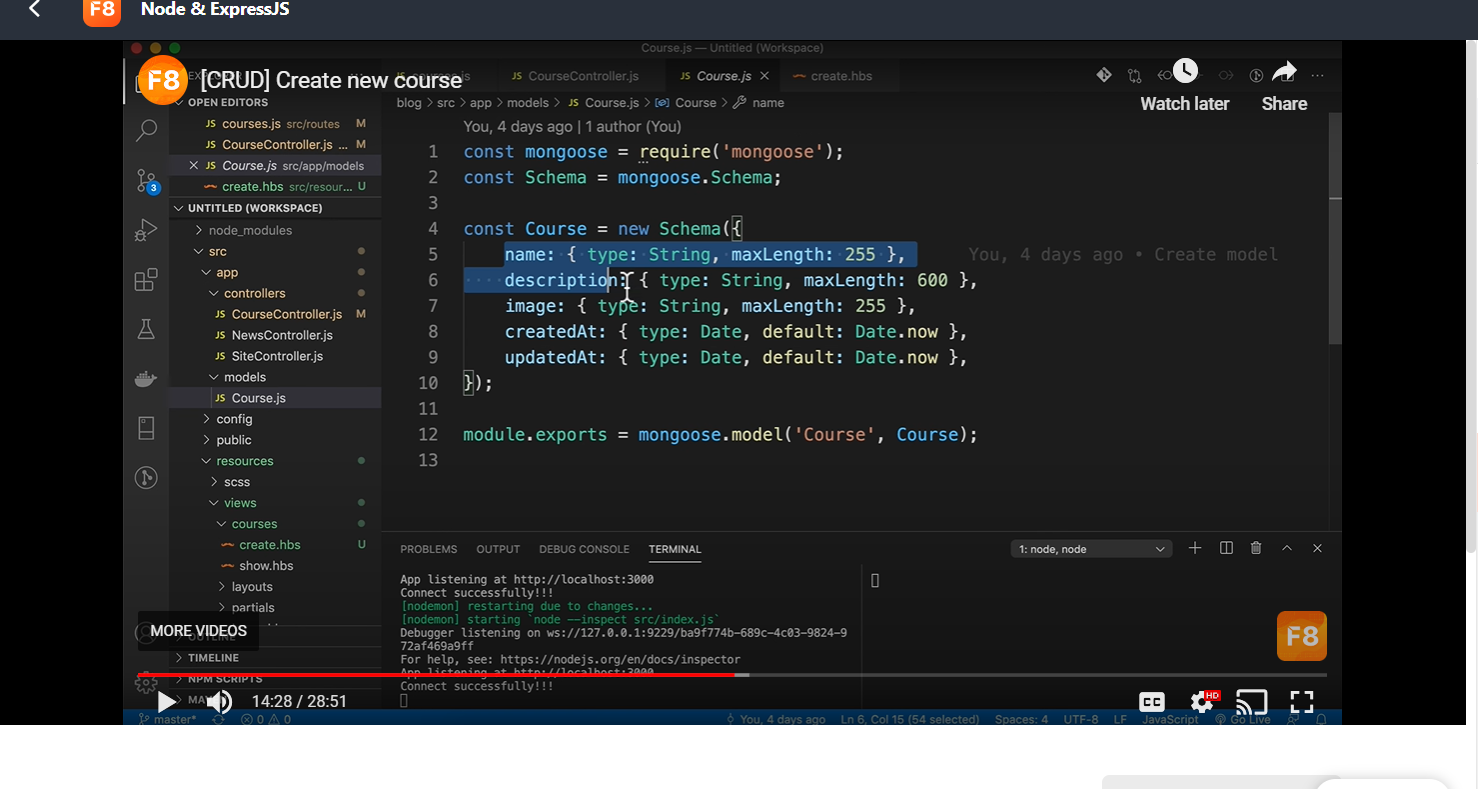 F8 Node & ExpressJS
Course.js — Untitled (Workspace)
F8 [CRUD] Create new course
JS CourseController.js
JS Course.js
create.hbs
Watch later
Share
OPEN EDITORS
JS courses.js src/routes M
JS CourseController.js ... M
JS Course.js src/app/models
create.hbs src/resour... U
3
UNTITLED (WORKSPACE)
node_modules
src
app
controllers
JS CourseController.js M
JS NewsController.js
JS SiteController.js
models
JS Course.js
config
public
resources
scss
views
courses
create.hbs U
show.hbs
layouts
partials
OUTLINE
TIMELINE
NPM SCRIPTS
blog > src > app > models > JS Course.js > Course > name
You, 4 days ago | 1 author (You)
1 const mongoose = require('mongoose');
2 const Schema = mongoose.Schema;
3
4 const Course = new Schema({
5 name: { type: String, maxLength: 255 }, You, 4 days ago • Create model
6 description: { type: String, maxLength: 600 },
7 image: { type: String, maxLength: 255 },
8 createdAt: { type: Date, default: Date.now },
9 updatedAt: { type: Date, default: Date.now },
10 });
11
12 module.exports = mongoose.model('Course', Course);
13
PROBLEMS OUTPUT DEBUG CONSOLE TERMINAL
1: node, node
App listening at http://localhost:3000
Connect successfully!!!
[nodemon] restarting due to changes...
[nodemon] starting `node --inspect src/index.js`
Debugger listening on ws://127.0.0.1:9229/ba9f774b-689c-4c03-9824-9
72af469a9ff
For help, see: https://nodejs.org/en/docs/inspector
App listening at http://localhost:3000
Connect successfully!!!
F8
MORE VIDEOS
14:28 / 28:51
CC
HD
master* 0 0
You, 4 days ago Ln 6, Col 15 (54 selected) Spaces: 4 UTF-8 LF JavaScript Go Live